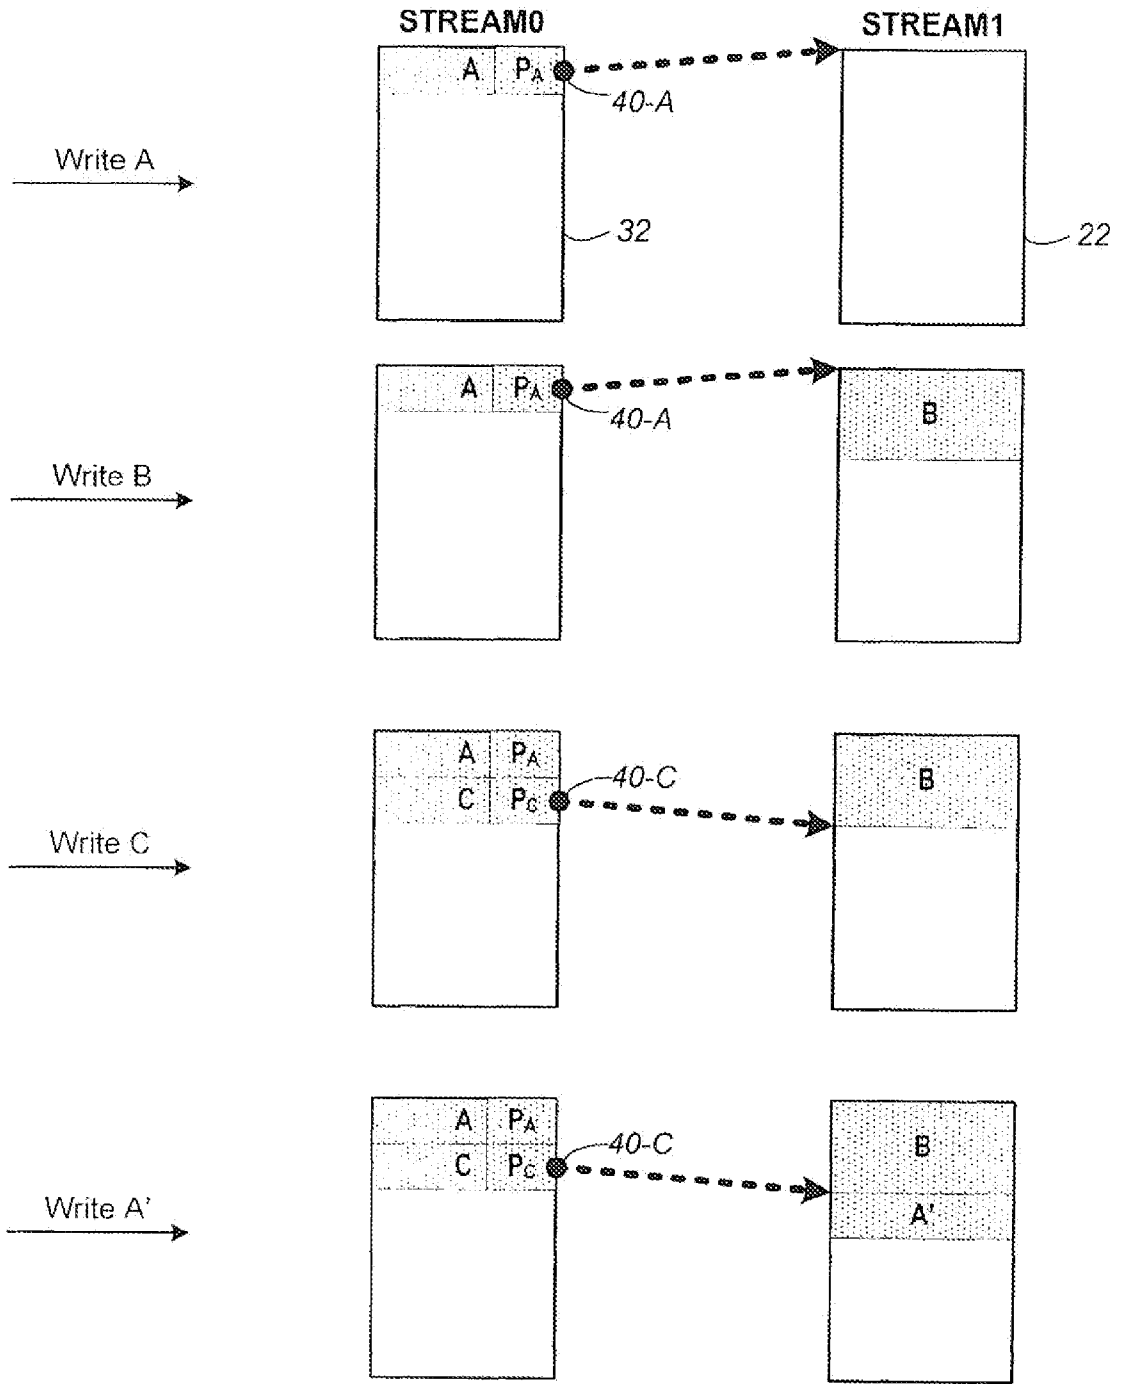 STREAM0 STREAM1
A PA
40-A
Write A
32 22
A PA
40-A
B
Write B
A PA
40-C
B
C PC
Write C
A PA
40-C
B
C PC
Write A'
A'